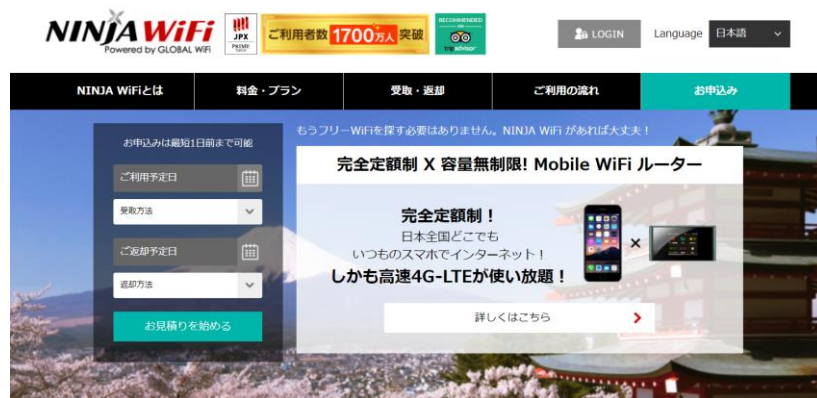 NINJA WiFi
Powered by GLOBAL WiFi
JPX
PRIME
ご利用者数 1700万人 突破
RECOMMENDED
ON
tripadvisor
LOGIN
Language 日本語
NINJA WiFiとは 料金・プラン 受取・返却 ご利用の流れ お申込み
お申込みは最短1日前まで可能
ご利用予定日
受取方法
ご返却予定日
返却方法
お見積りを始める
もうフリーWiFiを探す必要はありません。NINJA WiFi があれば大丈夫！
完全定額制 X 容量無制限! Mobile WiFi ルーター
完全定額制！
日本全国どこでも
いつものスマホでインターネット！
しかも高速4G-LTEが使い放題！
×
詳しくはこちら